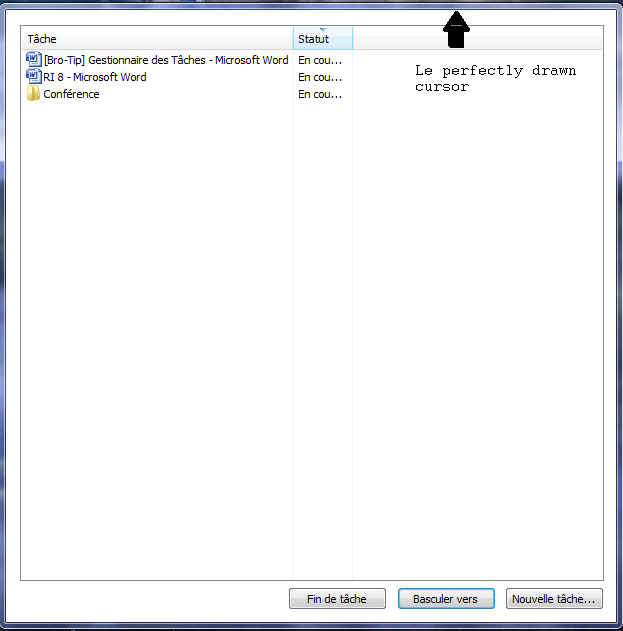 Tâche Statut
[Bro-Tip] Gestionnaire des Tâches - Microsoft Word En cou...
RI 8 - Microsoft Word En cou...
Conférence En cou...
Le perfectly drawn
cursor
Fin de tâche Basculer vers Nouvelle tâche...